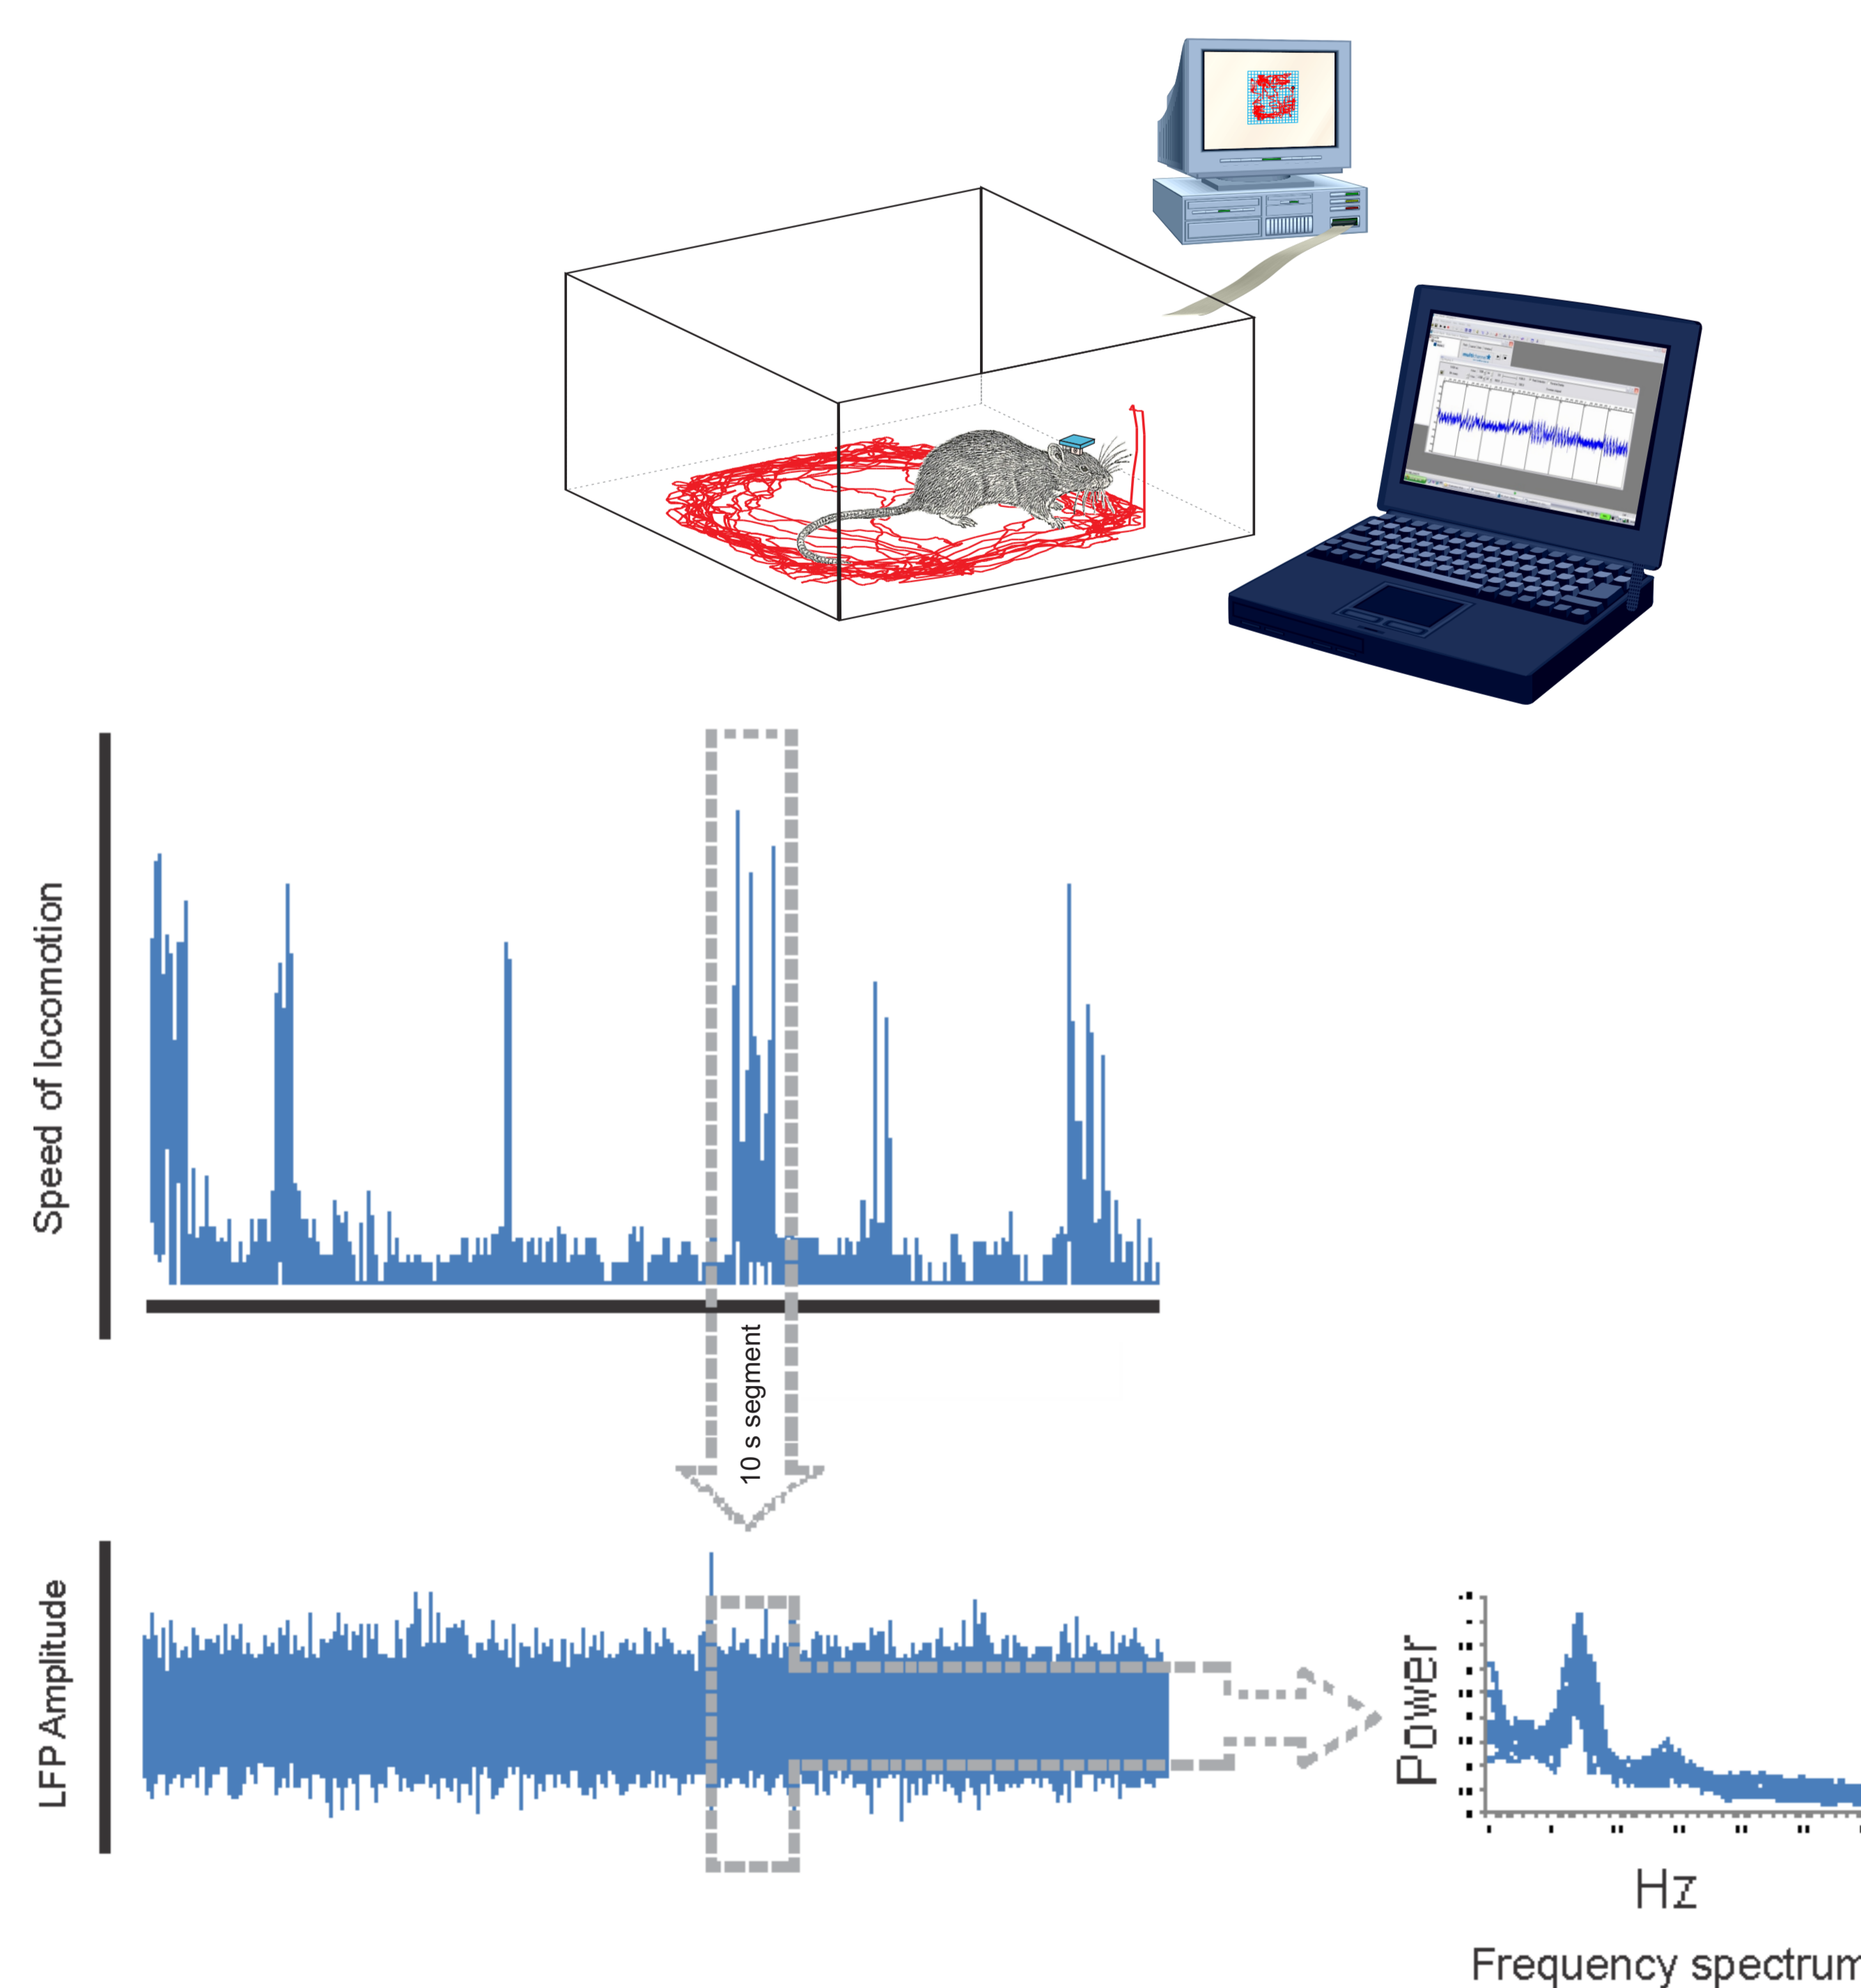 Speed of locomotion
10 s segment
LFP Amplitude
Power
Hz
Frequency spectrum